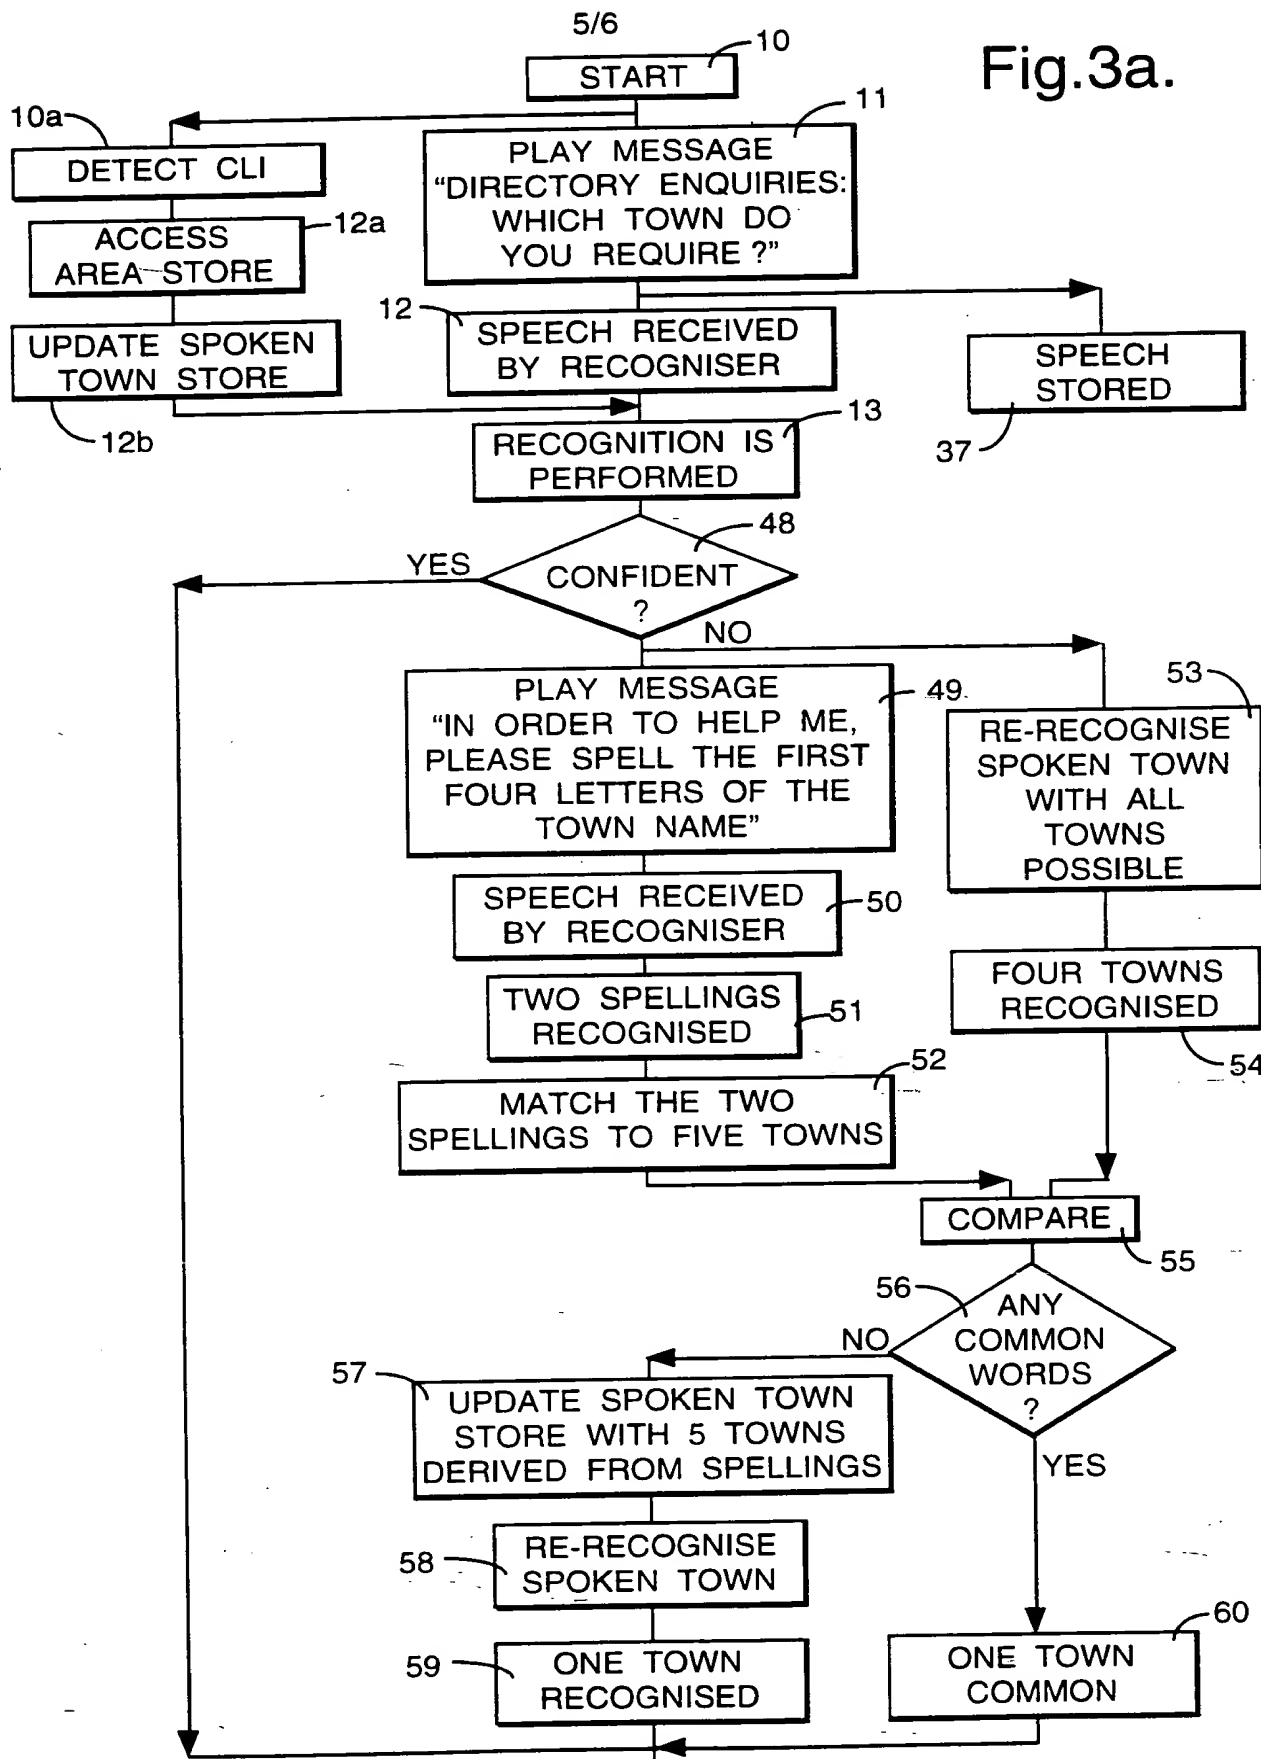 5/6
Fig.3a.
10
START
10a
11
DETECT CLI
PLAY MESSAGE
“DIRECTORY ENQUIRIES:
WHICH TOWN DO
YOU REQUIRE ?”
12a
ACCESS
AREA STORE
12
SPEECH RECEIVED
BY RECOGNISER
UPDATE SPOKEN
TOWN STORE
12b
SPEECH
STORED
37
13
RECOGNITION IS
PERFORMED
48
YES
CONFIDENT
?
NO
PLAY MESSAGE
“IN ORDER TO HELP ME,
PLEASE SPELL THE FIRST
FOUR LETTERS OF THE
TOWN NAME”
49
53
RE-RECOGNISE
SPOKEN TOWN
WITH ALL
TOWNS
POSSIBLE
SPEECH RECEIVED
BY RECOGNISER
50
TWO SPELLINGS
RECOGNISED
51
FOUR TOWNS
RECOGNISED
54
52
MATCH THE TWO
SPELLINGS TO FIVE TOWNS
COMPARE
55
56
ANY
COMMON
WORDS
?
NO
YES
57
UPDATE SPOKEN TOWN
STORE WITH 5 TOWNS
DERIVED FROM SPELLINGS
58
RE-RECOGNISE
SPOKEN TOWN
59
ONE TOWN
RECOGNISED
60
ONE TOWN
COMMON